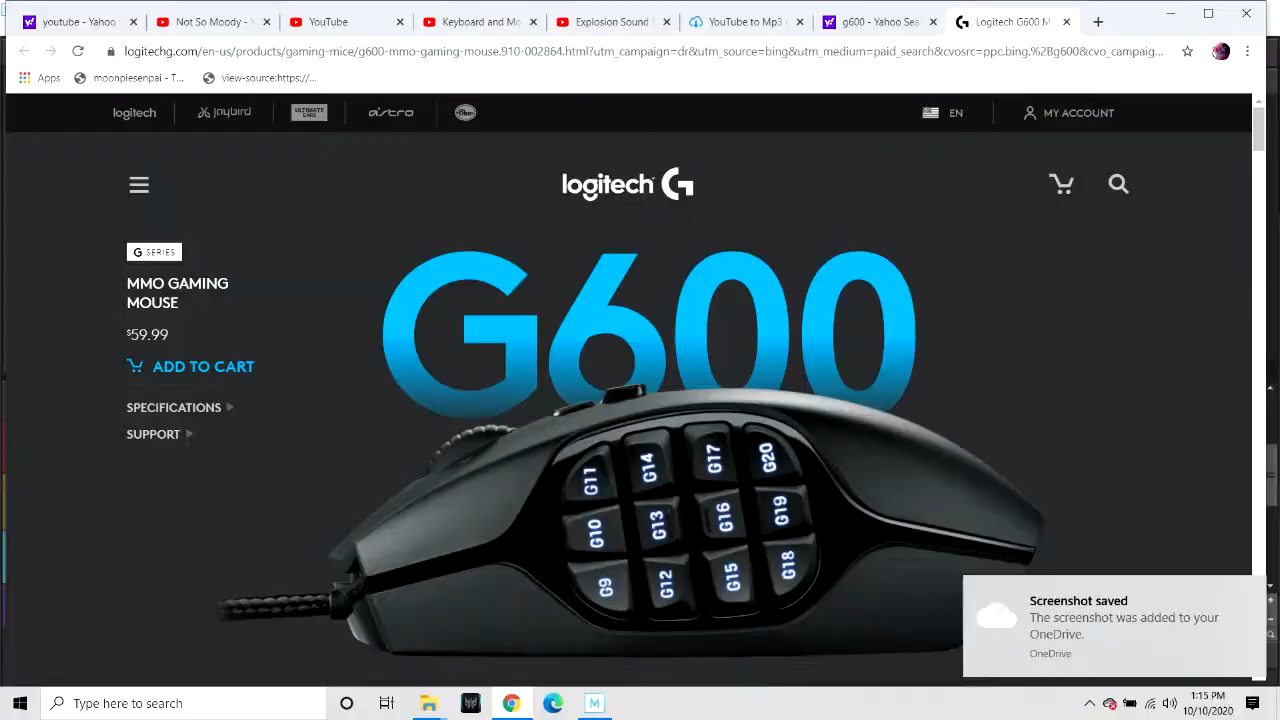 youtube - Yahoo
Not So Moody -
YouTube
Keyboard and Mo
Explosion Sound
YouTube to Mp3
g600 - Yahoo Sea
Logitech G600 M
logitechg.com/en-us/products/gaming-mice/g600-mmo-gaming-mouse.910-002864.html?utm_campaign=dr&utm_source=bing&utm_medium=paid_search&cvosrc=ppc.bing.%2Bg600&cvo_campaig...
Apps
moonpiesenpai - T...
view-source:https://...
logitech
Jaybird
ULTIMATE EARS
ASTRO
Blue
EN
MY ACCOUNT
logitech G
G SERIES
MMO GAMING
MOUSE
$59.99
ADD TO CART
SPECIFICATIONS
SUPPORT
G600
G11 G14 G17 G20
G10 G13 G16 G19
G9 G12 G15 G18
Screenshot saved
The screenshot was added to your
OneDrive.
OneDrive
Type here to search
M
1:15 PM
10/10/2020